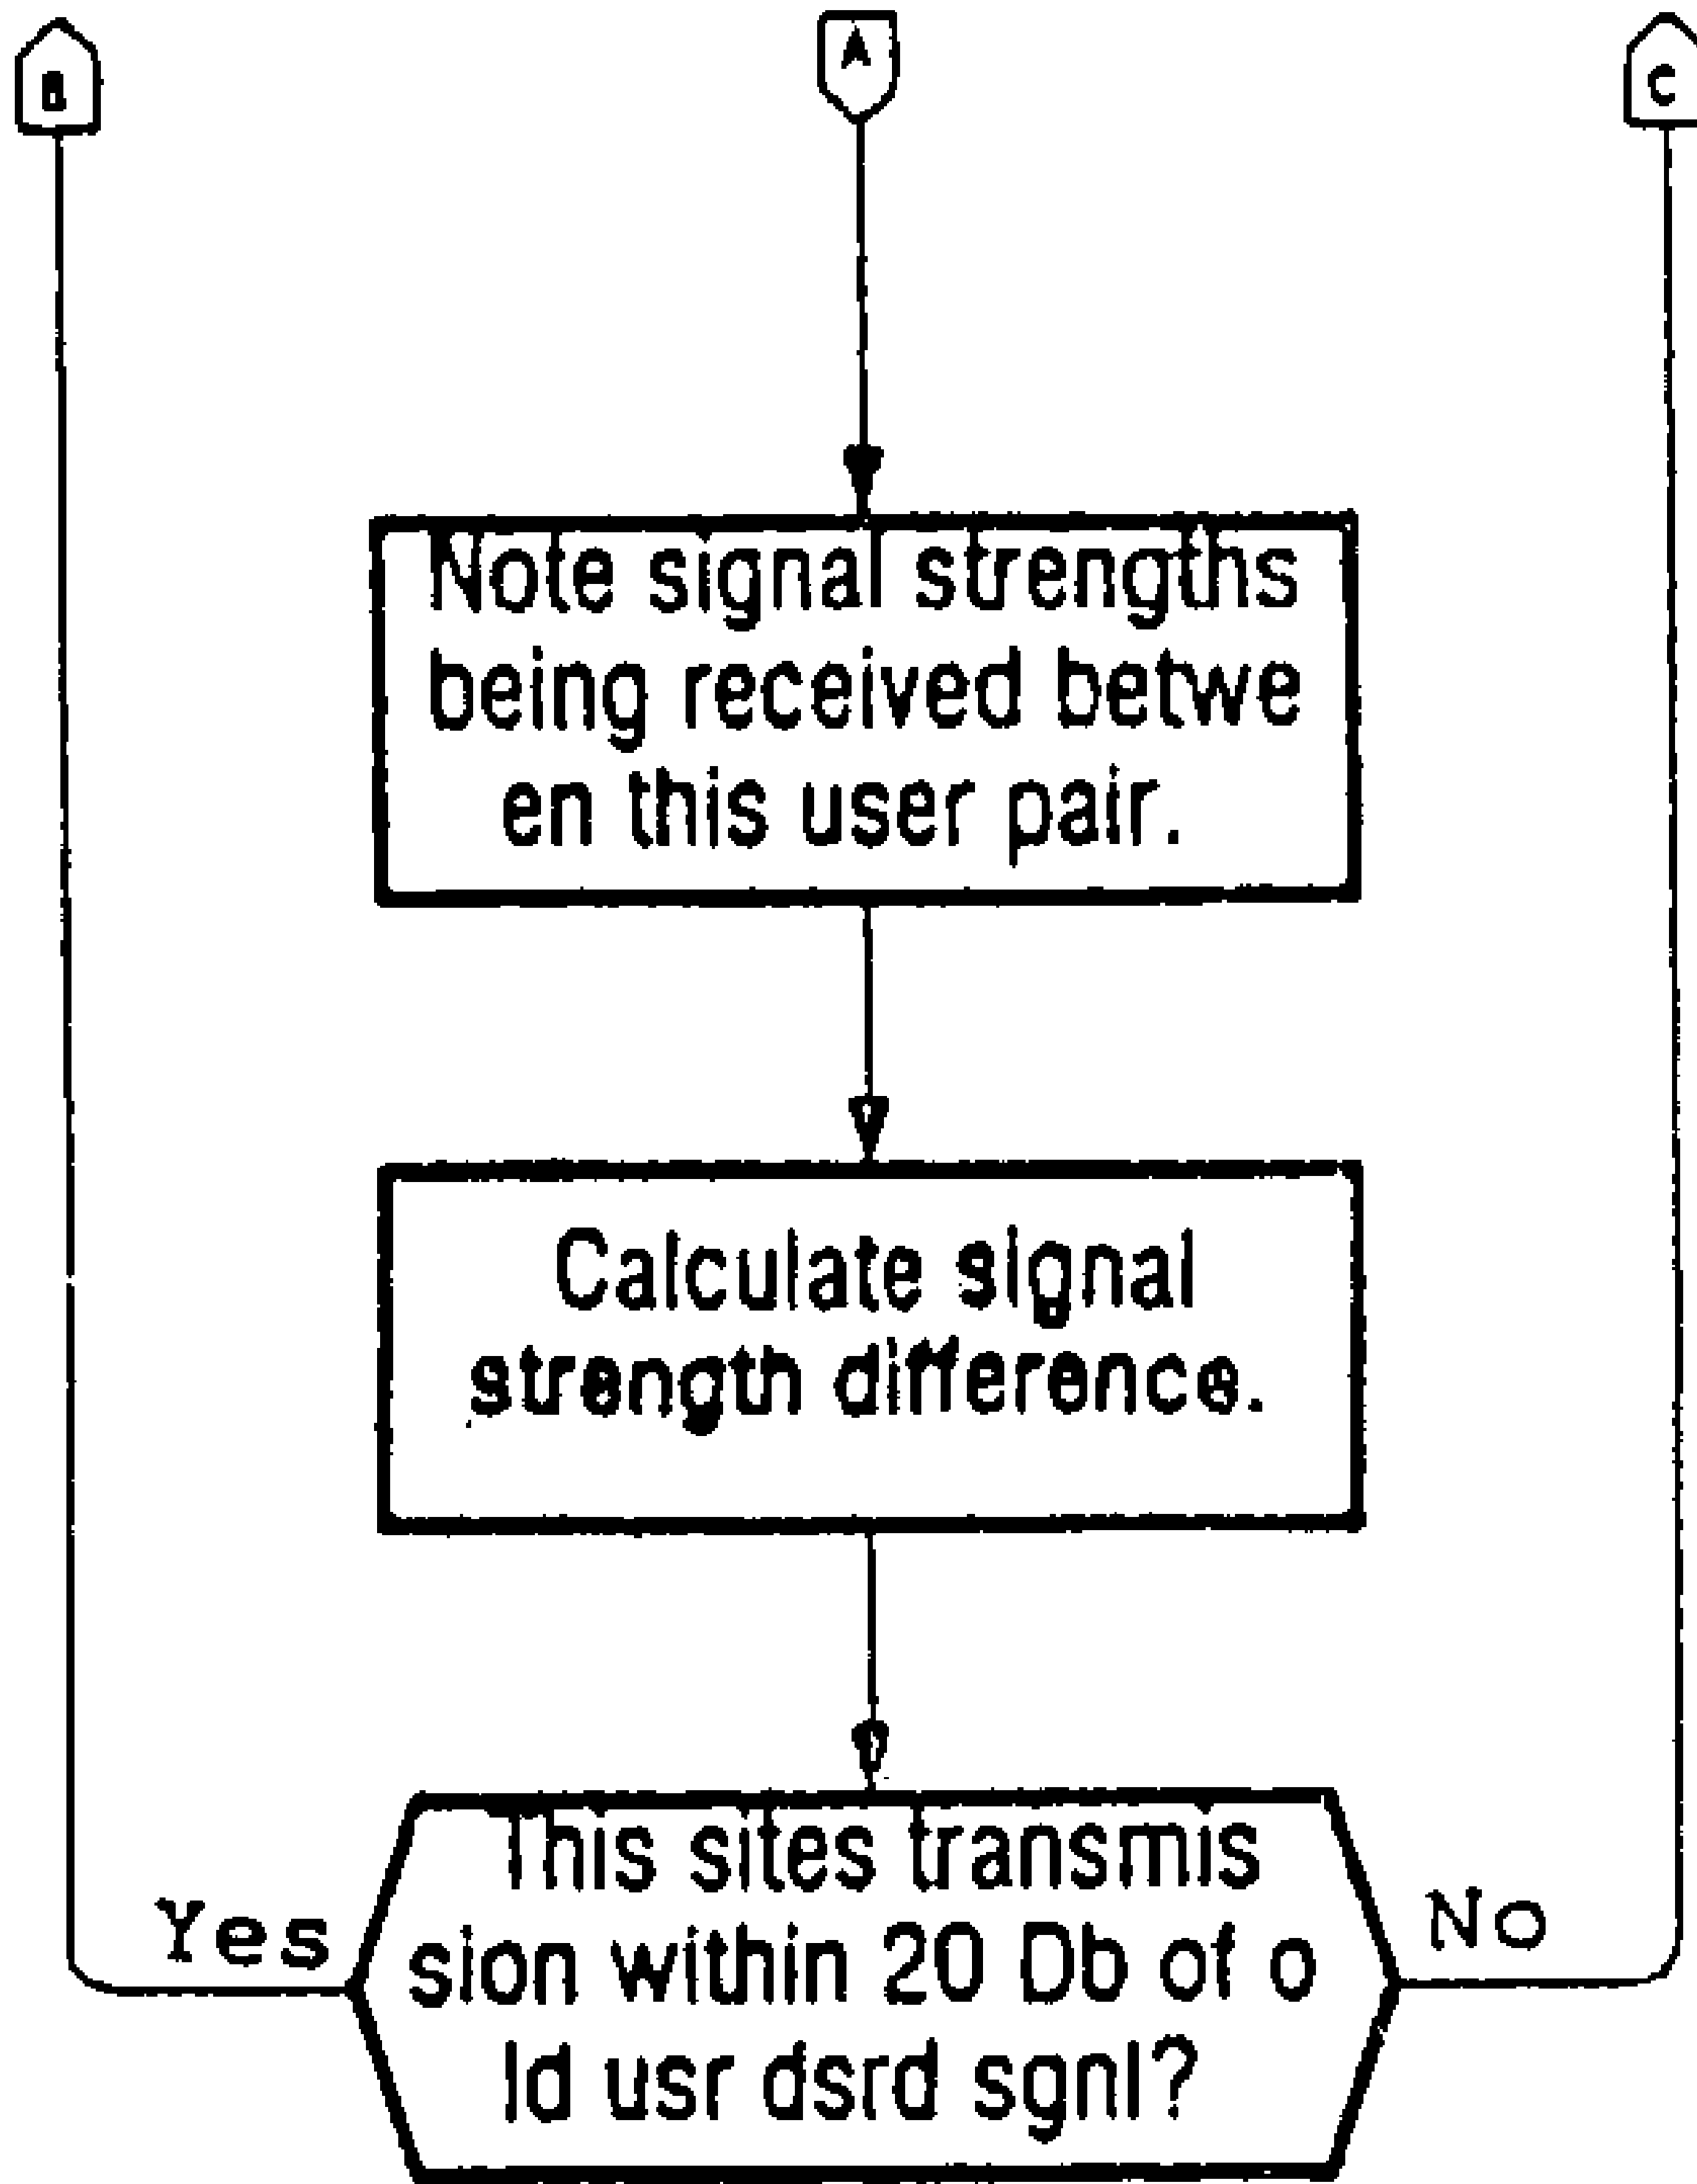 A
C
Note signal strengths
being received betwe
en this user pair.
Calculate signal
strength difference.
This sites transmis
sion within 20 Db of o
ld usr dsrd sgnl?
Yes
No